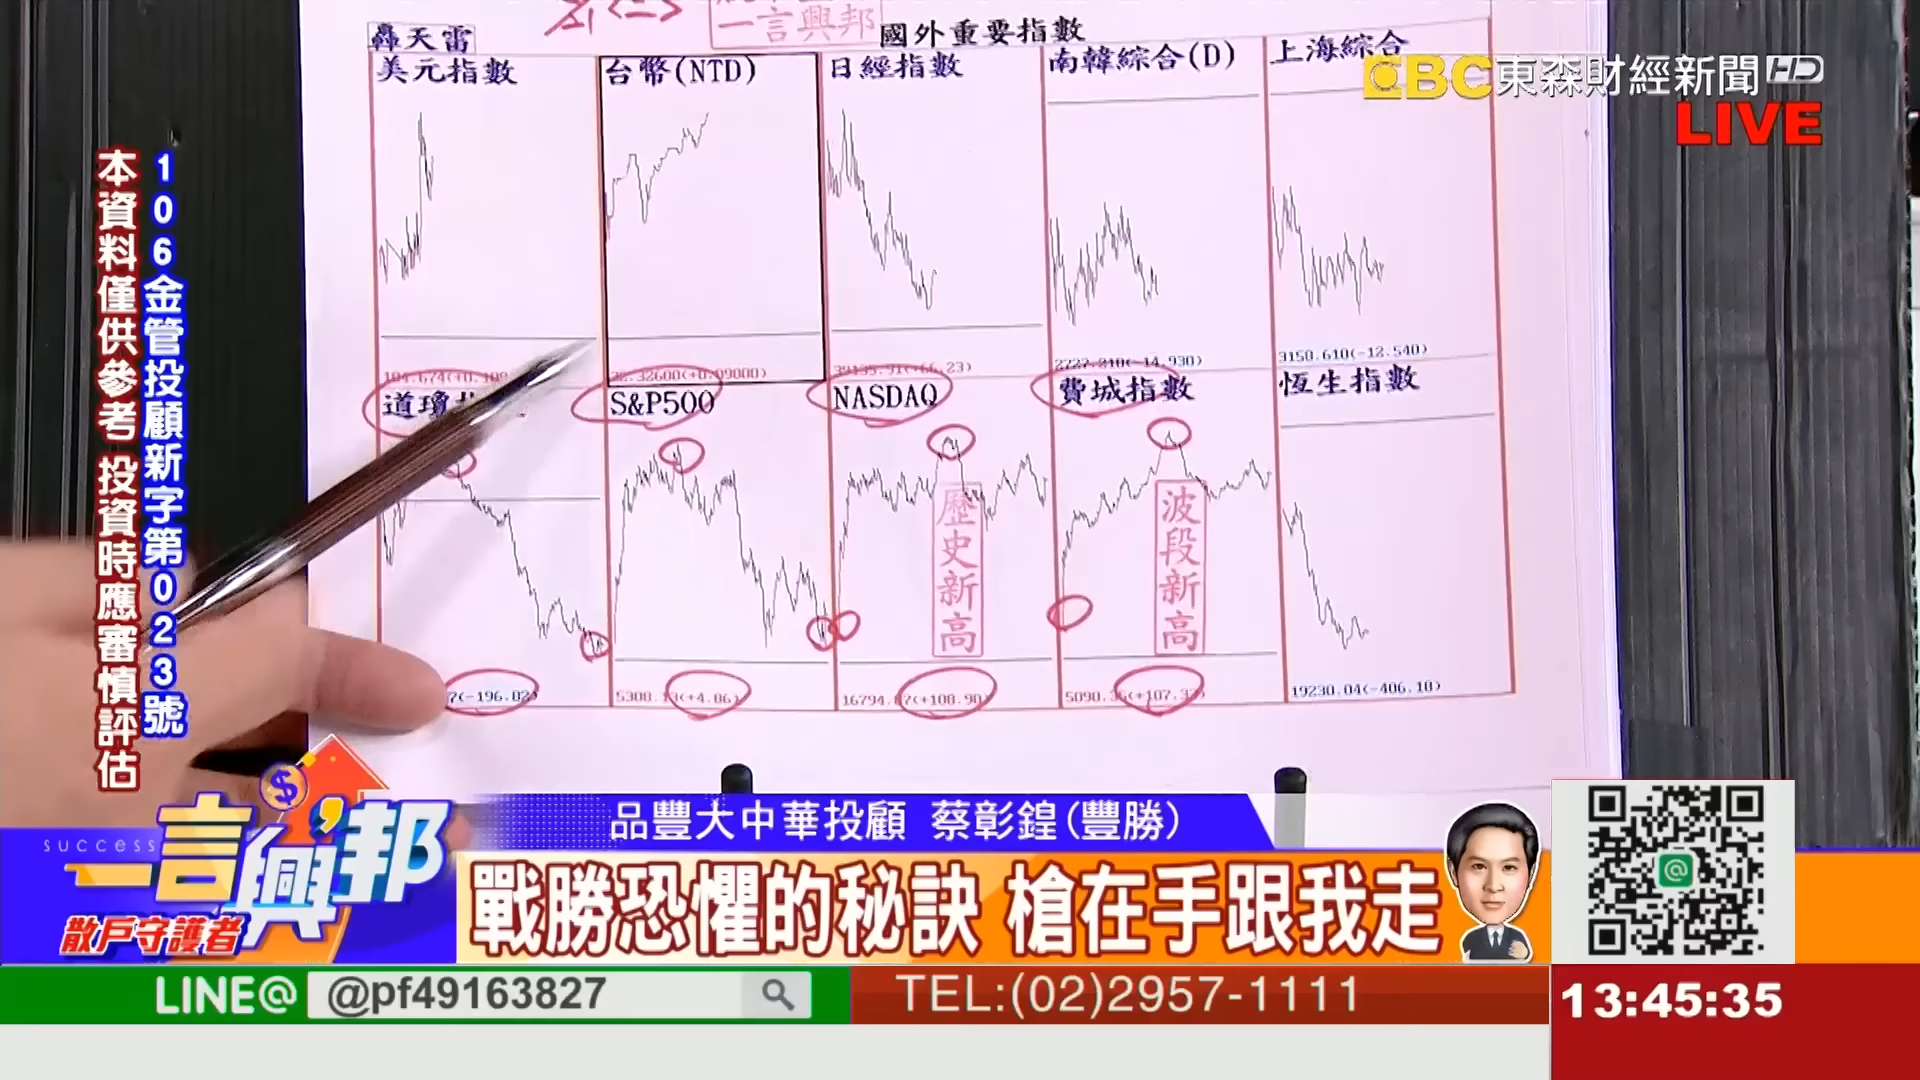 一言興邦
轟天雷
國外重要指數
美元指數
台幣(NTD)
日經指數
南韓綜合(D)
上海綜合
EBC東森財經新聞HD
LIVE
106金管投顧新字第023號
本資料僅供參考 投資時應審慎評估
2727.210(-14.930)
3150.610(-12.540)
道瓊
S&P500
NASDAQ
費城指數
恆生指數
歷史新高
波段新高
7(-196.82)
(+4.86)
(+108.90)
19230.04(-406.18)
品豐大中華投顧 蔡彰鍠(豐勝)
success
一言興邦
散戶守護者
戰勝恐懼的秘訣 槍在手跟我走
LINE@ @pf49163827
TEL:(02)2957-1111
13:45:35